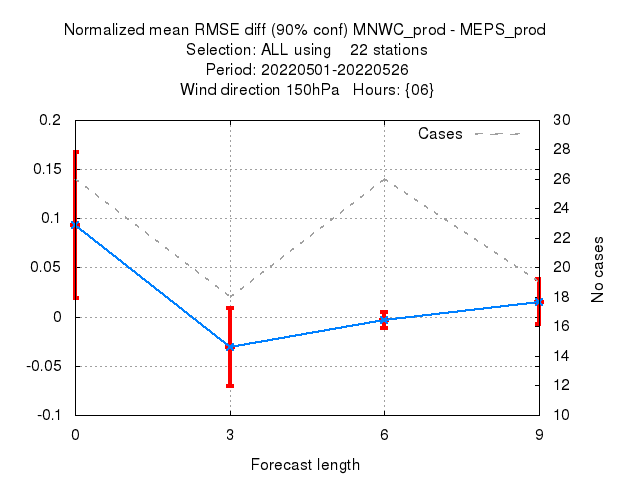 Normalized mean RMSE diff (90% conf) MNWC_prod - MEPS_prod
Selection: ALL using    22 stations
Period: 20220501-20220526
Wind direction 150hPa   Hours: {06}
Cases
0.2
0.15
0.1
0.05
0
-0.05
-0.1
30
28
26
24
22
20
18
16
14
12
10
No cases
0 3 6 9
Forecast length